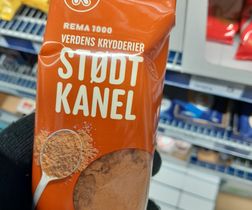 REMA 1000
VERDENS KRYDDERIER
STØDT
KANEL